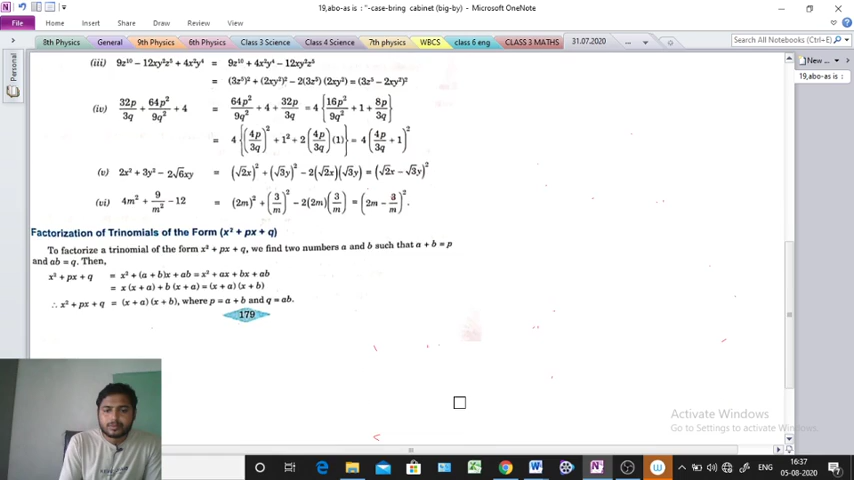 19,abo-as is : "-case-bring cabinet (big-by) - Microsoft OneNote
File Home Insert Share Draw Review View
8th Physics General 9th Physics 6th Physics Class 3 Science Class 4 Science 7th physics WBCS class 6 eng CLASS 3 MATHS 31.07.2020 ... Search All Notebooks (Ctrl+E)
Personal
New
19,abo-as is : "
(iii) 9z¹⁰ – 12xy²z⁵ + 4x²y⁴ = 9z¹⁰ + 4x²y⁴ – 12xy²z⁵
= (3z⁵)² + (2xy²)² – 2(3z⁵) (2xy²) = (3z⁵ – 2xy²)²
(iv) 32p/3q + 64p²/9q² + 4 = 64p²/9q² + 4 + 32p/3q = 4 {16p²/9q² + 1 + 8p/3q}
= 4 {(4p/3q)² + 1² + 2 (4p/3q) (1)} = 4 (4p/3q + 1)²
(v) 2x² + 3y² – 2√6xy = (√2x)² + (√3y)² – 2(√2x) (√3y) = (√2x – √3y)²
(vi) 4m² + 9/m² – 12 = (2m)² + (3/m)² – 2(2m) (3/m) = (2m – 3/m)².
Factorization of Trinomials of the Form (x² + px + q)
To factorize a trinomial of the form x² + px + q, we find two numbers a and b such that a + b = p
and ab = q. Then,
x² + px + q = x² + (a + b)x + ab = x² + ax + bx + ab
= x (x + a) + b (x + a) = (x + a) (x + b)
∴ x² + px + q = (x + a) (x + b), where p = a + b and q = ab.
179
Activate Windows
Go to Settings to activate Windows.
ENG
16:37
05-08-2020